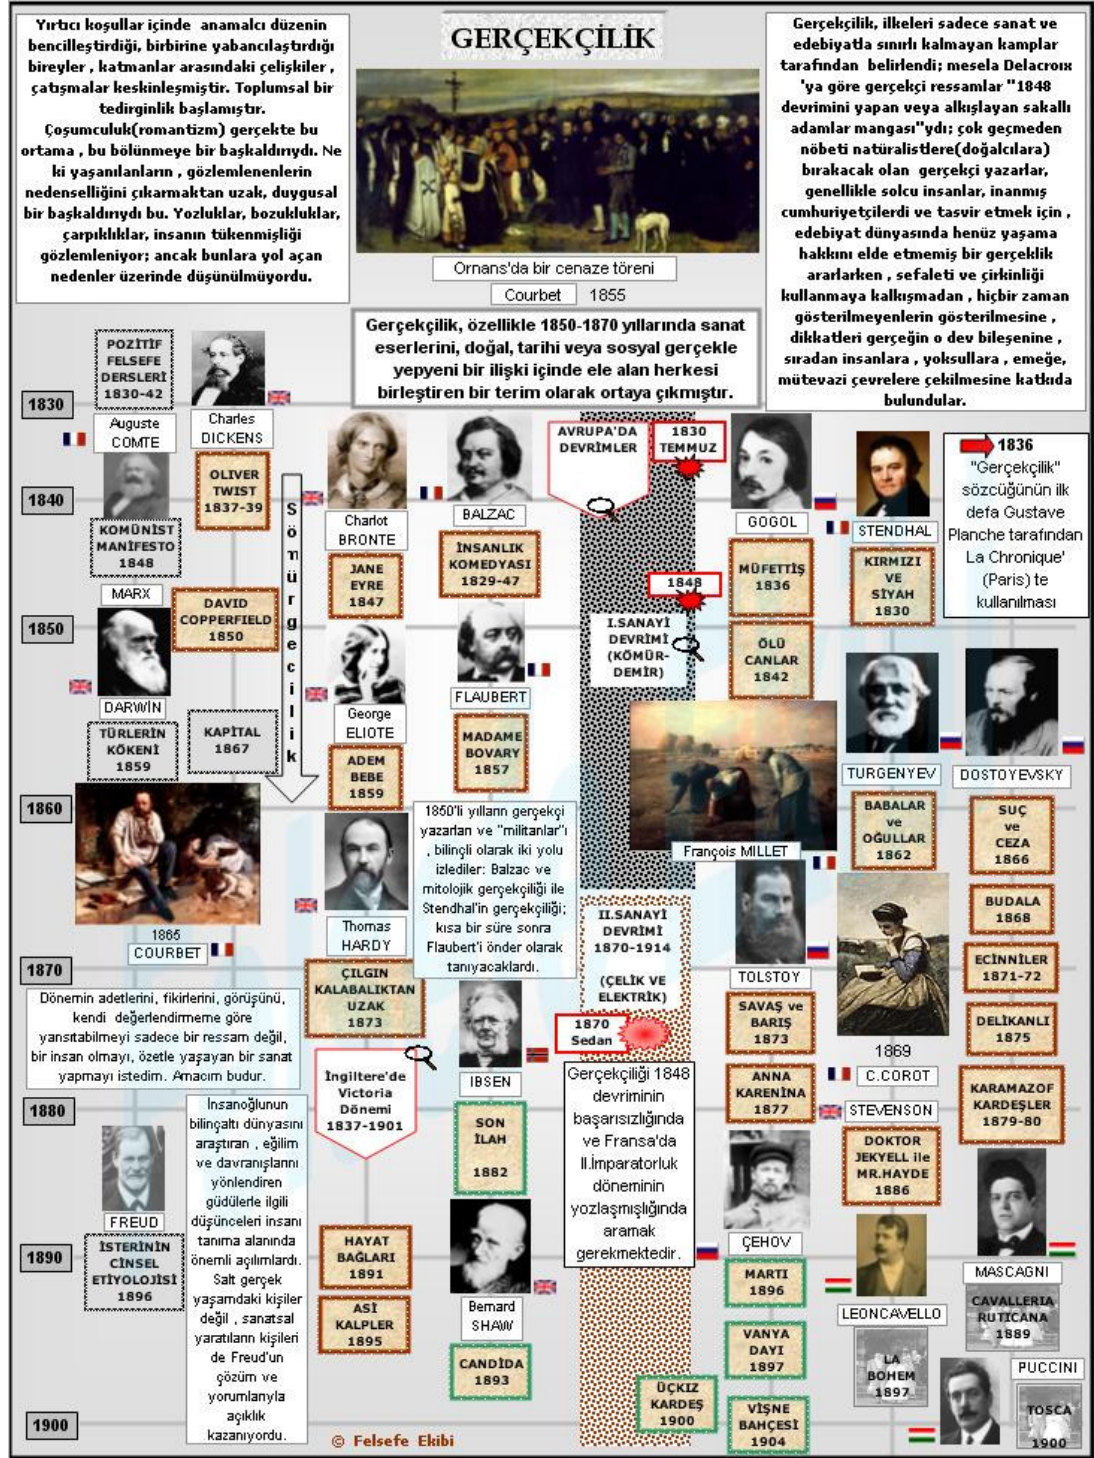 GERÇEKÇİLİK
Yırtıcı koşullar içinde anamalcı düzenin
bencilleştirdiği, birbirine yabancılaştırdığı
bireyler , katmanlar arasındaki çelişkiler ,
çatışmalar keskinleşmiştir. Toplumsal bir
tedirginlik başlamıştır.
Çoşumculuk(romantizm) gerçekte bu
ortama , bu bölünmeye bir başkaldırıydı. Ne
ki yaşanılanların , gözlemlenenlerin
nedenselliğini çıkarmaktan uzak, duygusal
bir başkaldırıydı bu. Yozluklar, bozukluklar,
çarpıklıklar, insanın tükenmişliği
gözlemleniyor; ancak bunlara yol açan
nedenler üzerinde düşünülmüyordu.
Ornans'da bir cenaze töreni
Courbet 1855
Gerçekçilik, özellikle 1850-1870 yıllarında sanat
eserlerini, doğal, tarihi veya sosyal gerçekle
yepyeni bir ilişki içinde ele alan herkesi
birleştiren bir terim olarak ortaya çıkmıştır.
Gerçekçilik, ilkeleri sadece sanat ve
edebiyatla sınırlı kalmayan kamplar
tarafından belirlendi; mesela Delacroix
'ya göre gerçekçi ressamlar "1848
devrimini yapan veya alkışlayan sakallı
adamlar mangası"ydı; çok geçmeden
nöbeti natüralistlere(doğalcılara)
bırakacak olan gerçekçi yazarlar,
genellikle solcu insanlar, inanmış
cumhuriyetçilerdi ve tasvir etmek için ,
edebiyat dünyasında henüz yaşama
hakkını elde etmemiş bir gerçeklik
ararlarken , sefaleti ve çirkinliği
kullanmaya kalkışmadan , hiçbir zaman
gösterilmeyenlerin gösterilmesine ,
dikkatleri gerçeğin o dev bileşenine ,
sıradan insanlara , yoksullara , emeğe,
mütevazi çevrelere çekilmesine katkıda
bulundular.
POZİTİF
FELSEFE
DERSLERİ
1830-42
1830
Auguste
COMTE
Charles
DICKENS
OLIVER
TWIST
1837-39
1840
KOMÜNİST
MANİFESTO
1848
MARX
DAVID
COPPERFIELD
1850
1850
DARWİN
TÜRLERİN
KÖKENİ
1859
KAPİTAL
1867
Sömürgecilik
Charlot
BRONTE
JANE
EYRE
1847
George
ELIOTE
ADEM
BEBE
1859
BALZAC
İNSANLIK
KOMEDYASI
1829-47
FLAUBERT
MADAME
BOVARY
1857
AVRUPA'DA
DEVRİMLER
1830
TEMMUZ
1848
I.SANAYİ
DEVRİMİ
(KÖMÜR-
DEMİR)
GOGOL
MÜFETTİŞ
1836
ÖLÜ
CANLAR
1842
STENDHAL
KIRMIZI
VE
SİYAH
1830
1836
"Gerçekçilik"
sözcüğünün ilk
defa Gustave
Planche tarafından
La Chronique'
(Paris) te
kullanılması
TURGENYEV
BABALAR
ve
OĞULLAR
1862
DOSTOYEVSKY
SUÇ
ve
CEZA
1866
BUDALA
1868
ECİNNİLER
1871-72
DELİKANLI
1875
KARAMAZOF
KARDEŞLER
1879-80
François MILLET
1860
1865
COURBET
Thomas
HARDY
ÇILGIN
KALABALIKTAN
UZAK
1873
1850'li yılların gerçekçi
yazarları ve "militanlar"ı
, bilinçli olarak iki yolu
izlediler: Balzac ve
mitolojik gerçekçiliği ile
Stendhal'in gerçekçiliği;
kısa bir süre sonra
Flaubert'i önder olarak
tanıyacaklardı.
II.SANAYİ
DEVRİMİ
1870-1914
(ÇELİK VE
ELEKTRİK)
1870
Sedan
TOLSTOY
SAVAŞ ve
BARIŞ
1873
ANNA
KARENİNA
1877
1869
C.COROT
1870
Dönemin adetlerini, fikirlerini, görüşünü,
kendi değerlendirmeme göre
yansıtabilmeyi sadece bir ressam değil,
bir insan olmayı, özetle yaşayan bir sanat
yapmayı istedim. Amacım budur.
İngiltere'de
Victoria
Dönemi
1837-1901
IBSEN
SON
İLAH
1882
Gerçekçiliği 1848
devriminin
başarısızlığında
ve Fransa'da
II.İmparatorluk
döneminin
yozlaşmışlığında
aramak
gerekmektedir.
STEVENSON
DOKTOR
JEKYELL ile
MR.HAYDE
1886
1880
FREUD
İSTERİNİN
CİNSEL
ETİYOLOJİSİ
1896
İnsanoğlunun
bilinçaltı dünyasını
araştıran , eğilim
ve davranışlarını
yönlendiren
güdülerle ilgili
düşünceleri insanı
tanıma alanında
önemli açılımlardı.
Salt gerçek
yaşamdaki kişiler
değil , sanatsal
yaratıların kişileri
de Freud'un
çözüm ve
yorumlarıyla
açıklık
kazanıyordu.
1890
HAYAT
BAĞLARI
1891
ASİ
KALPLER
1895
Bernard
SHAW
CANDİDA
1893
ÇEHOV
MARTI
1896
VANYA
DAYI
1897
ÜÇKIZ
KARDEŞ
1900
VİŞNE
BAHÇESİ
1904
LEONCAVELLO
LA
BOHEM
1897
MASCAGNI
CAVALLERIA
RUTICANA
1889
PUCCINI
TOSCA
1900
1900
© Felsefe Ekibi